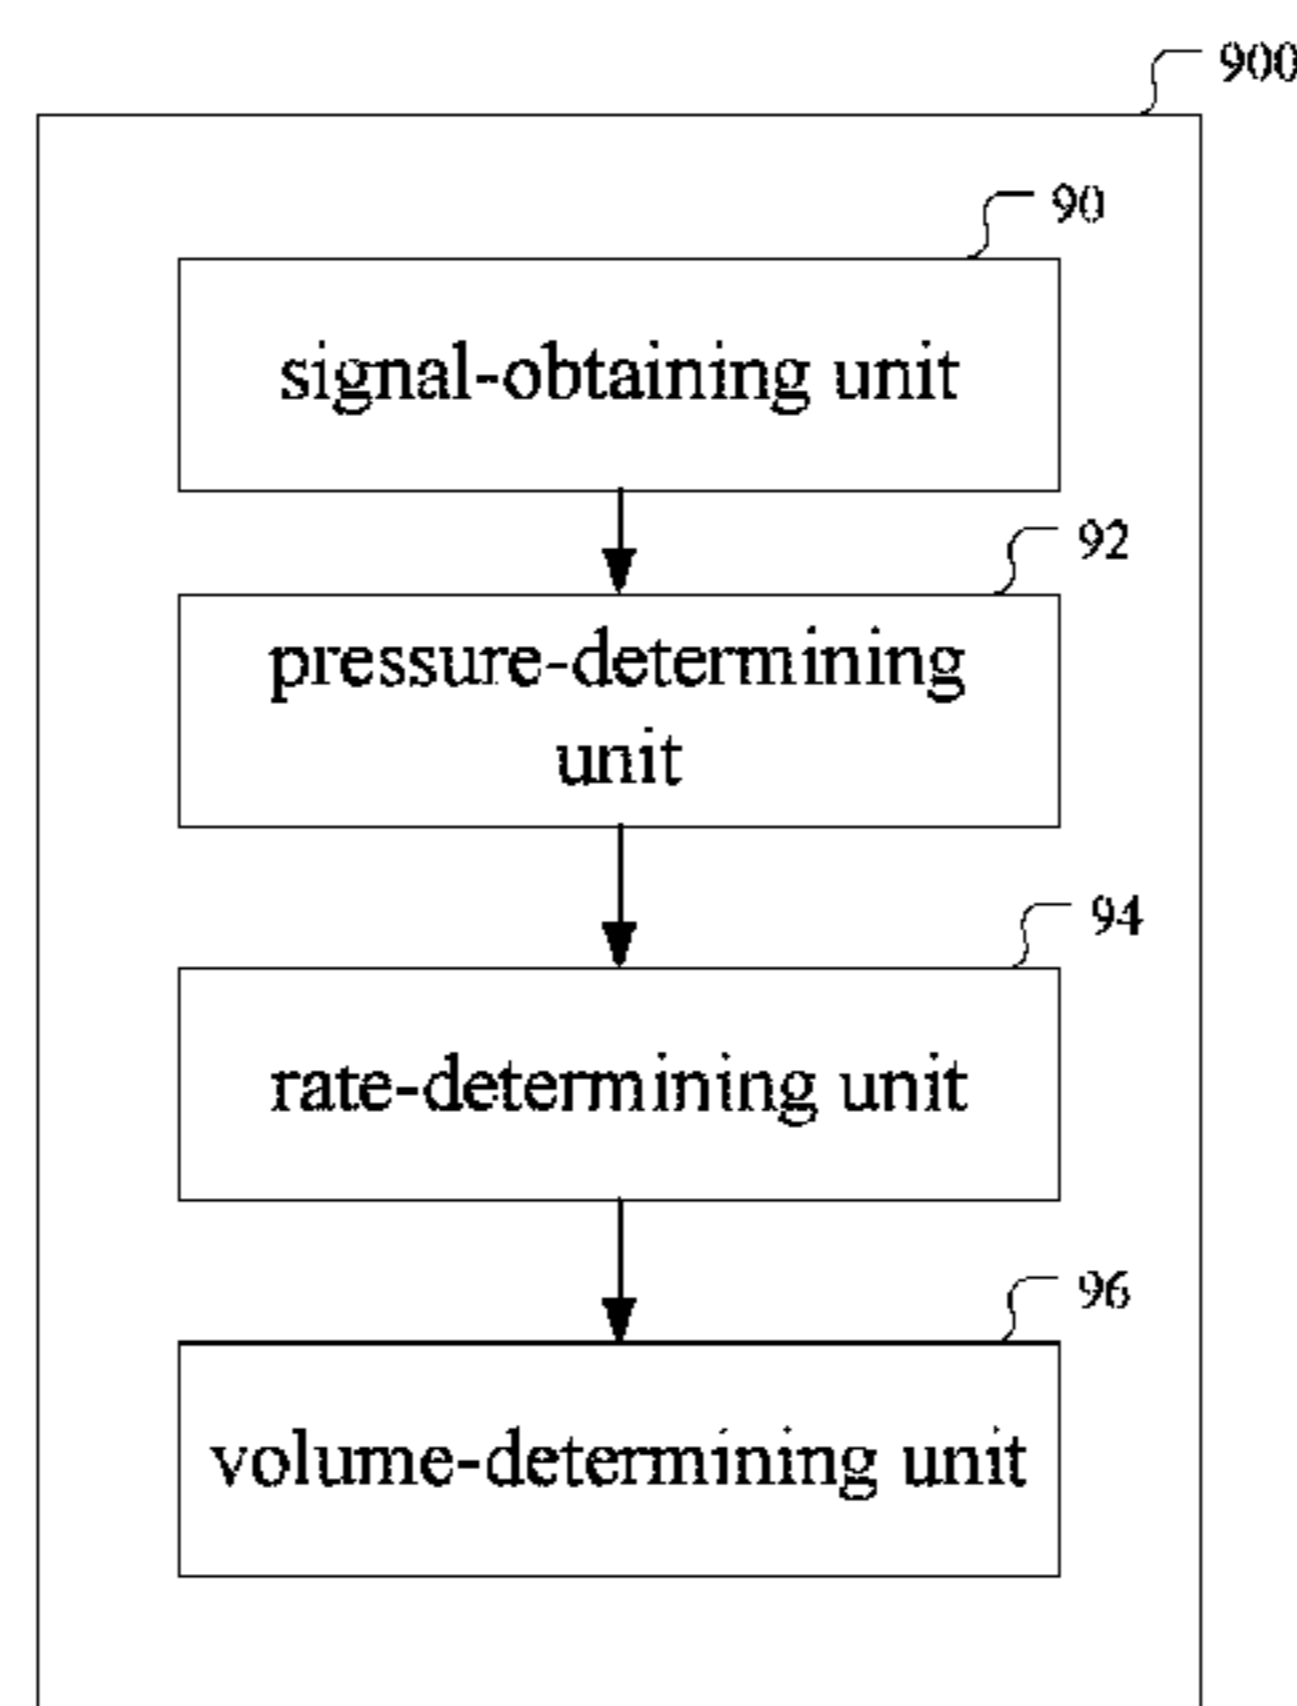 900
90
signal-obtaining unit
92
pressure-determining
unit
94
rate-determining unit
96
volume-determining unit